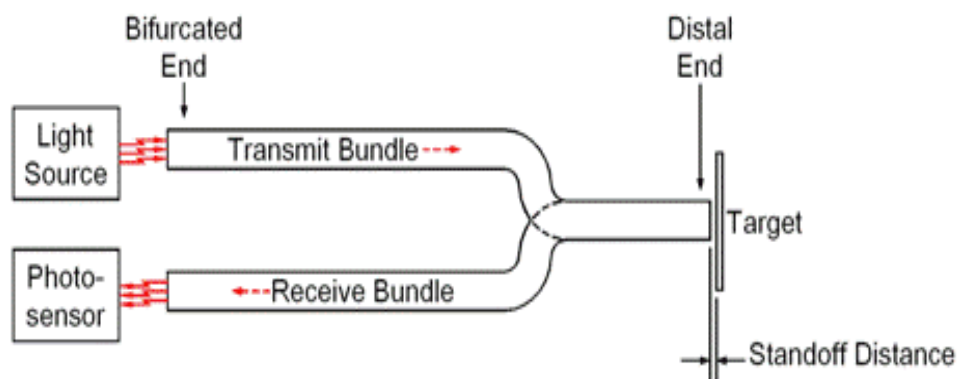 Bifurcated
End
Distal
End
Light
Source
Transmit Bundle
Target
Photo-
sensor
Receive Bundle
Standoff Distance